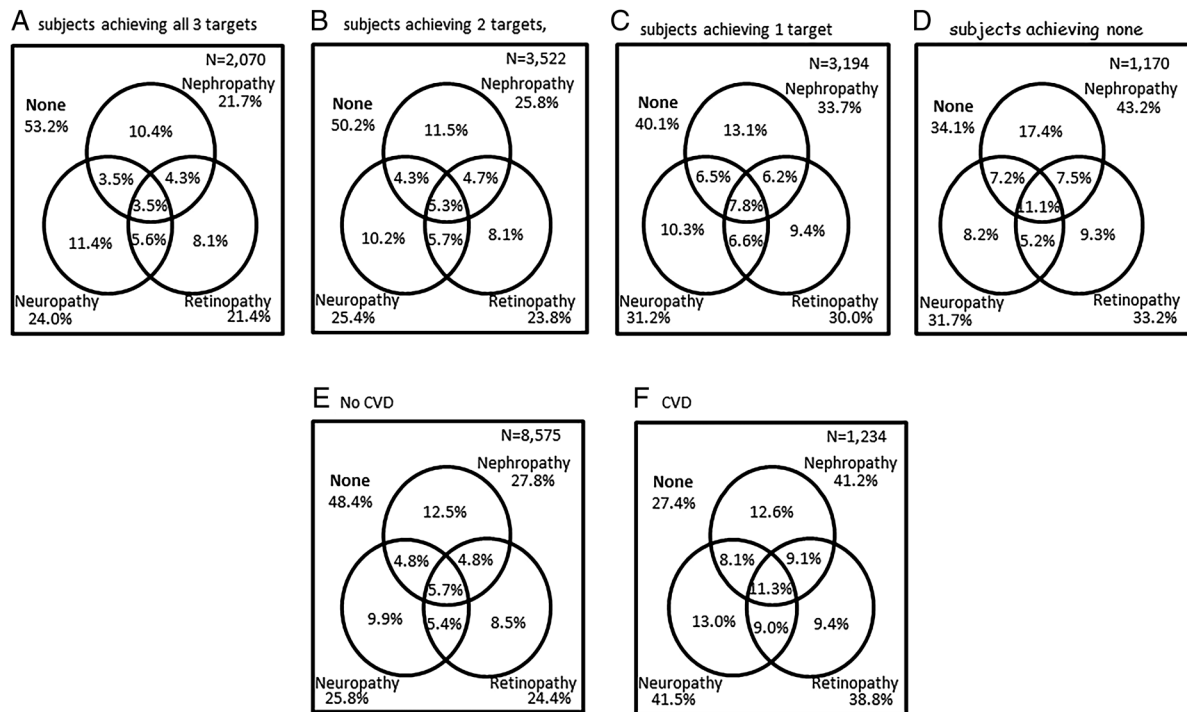 A subjects achieving all 3 targets
N=2,070
Nephropathy
21.7%
None
53.2%
10.4%
3.5% 4.3%
3.5%
11.4% 5.6% 8.1%
Neuropathy Retinopathy
24.0% 21.4%
B subjects achieving 2 targets,
N=3,522
Nephropathy
25.8%
None
50.2%
11.5%
4.3% 4.7%
5.3%
10.2% 5.7% 8.1%
Neuropathy Retinopathy
25.4% 23.8%
C subjects achieving 1 target
N=3,194
Nephropathy
33.7%
None
40.1%
13.1%
6.5% 6.2%
7.8%
10.3% 6.6% 9.4%
Neuropathy Retinopathy
31.2% 30.0%
D subjects achieving none
N=1,170
Nephropathy
43.2%
None
34.1%
17.4%
7.2% 7.5%
11.1%
8.2% 5.2% 9.3%
Neuropathy Retinopathy
31.7% 33.2%
E No CVD
N=8,575
Nephropathy
27.8%
None
48.4%
12.5%
4.8% 4.8%
5.7%
9.9% 5.4% 8.5%
Neuropathy Retinopathy
25.8% 24.4%
F CVD
N=1,234
Nephropathy
41.2%
None
27.4%
12.6%
8.1% 9.1%
11.3%
13.0% 9.0% 9.4%
Neuropathy Retinopathy
41.5% 38.8%